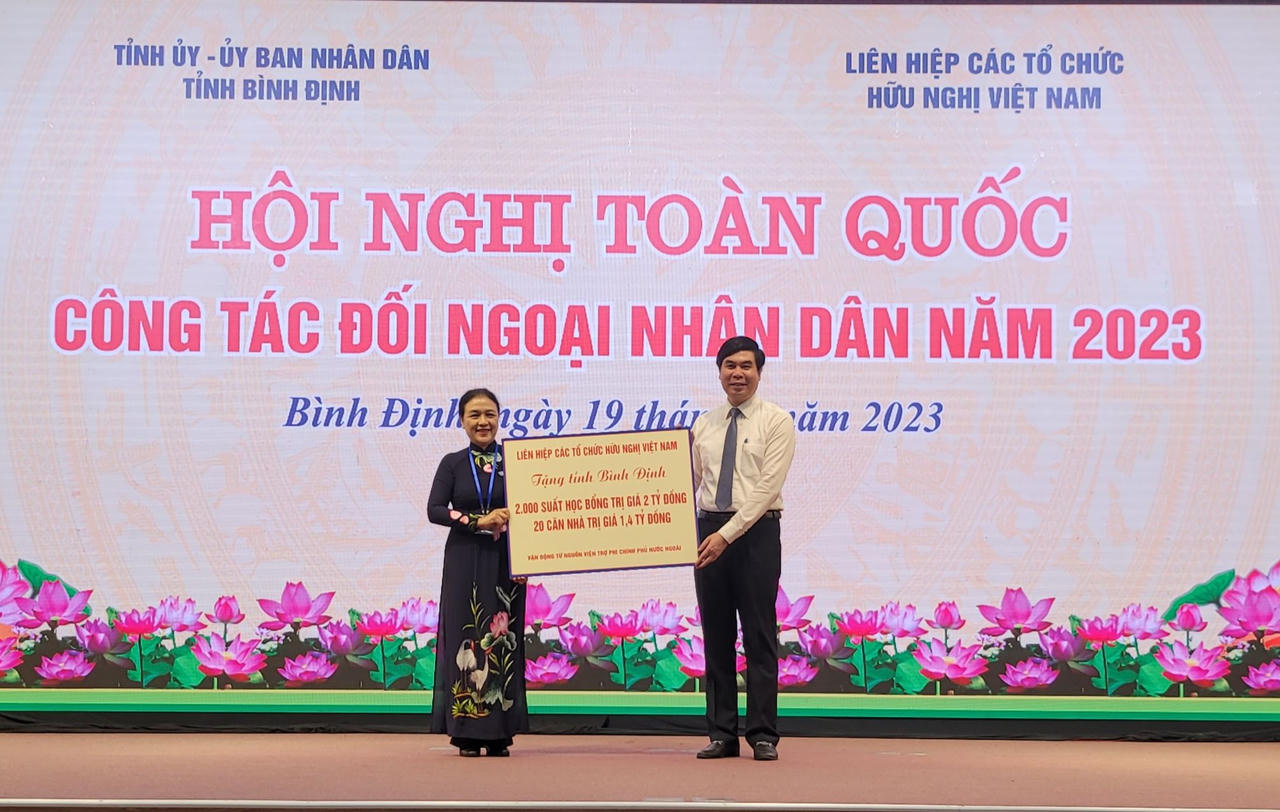 TỈNH ỦY - ỦY BAN NHÂN DÂN
TỈNH BÌNH ĐỊNH
LIÊN HIỆP CÁC TỔ CHỨC
HỮU NGHỊ VIỆT NAM
HỘI NGHỊ TOÀN QUỐC
CÔNG TÁC ĐỐI NGOẠI NHÂN DÂN NĂM 2023
Bình Định, ngày 19 năm 2023
LIÊN HIỆP CÁC TỔ CHỨC HỮU NGHỊ VIỆT NAM
Tặng tỉnh Bình Định
2.000 SUẤT HỌC BỔNG TRỊ GIÁ 2 TỶ ĐỒNG
20 CĂN NHÀ TRỊ GIÁ 1,4 TỶ ĐỒNG
VẬN ĐỘNG TỪ NGUỒN VIỆN TRỢ PHI CHÍNH PHỦ NƯỚC NGOÀI